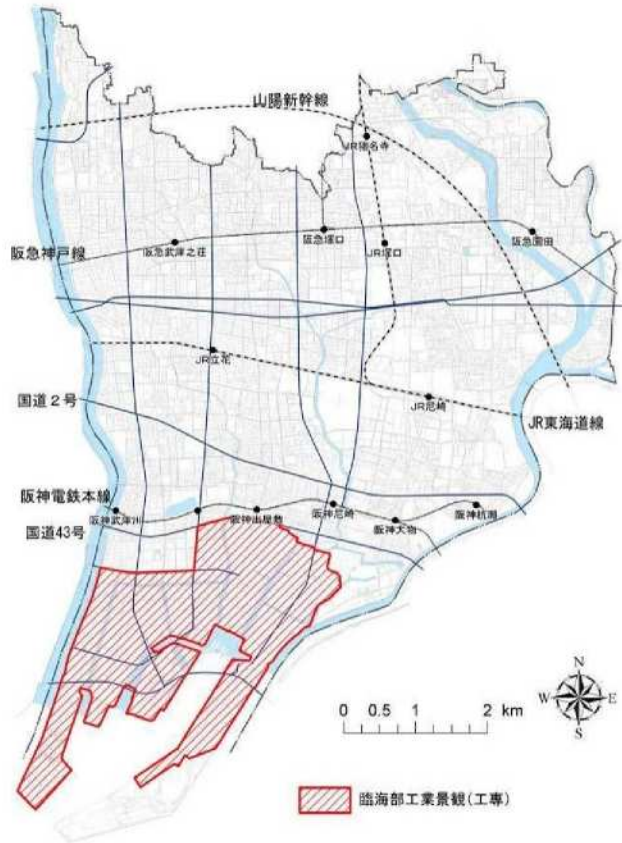 山陽新幹線
JR猪名寺
阪急塚口
阪急園田
阪急神戸線
阪急武庫之荘
JR塚口
JR立花
国道2号
JR尼崎
JR東海道線
阪神電鉄本線
阪神武庫川
阪神出屋敷
阪神尼崎
阪神大物
阪神杭瀬
国道43号
N
W
E
S
0 0.5 1 2 km
臨海部工業景観(工専)